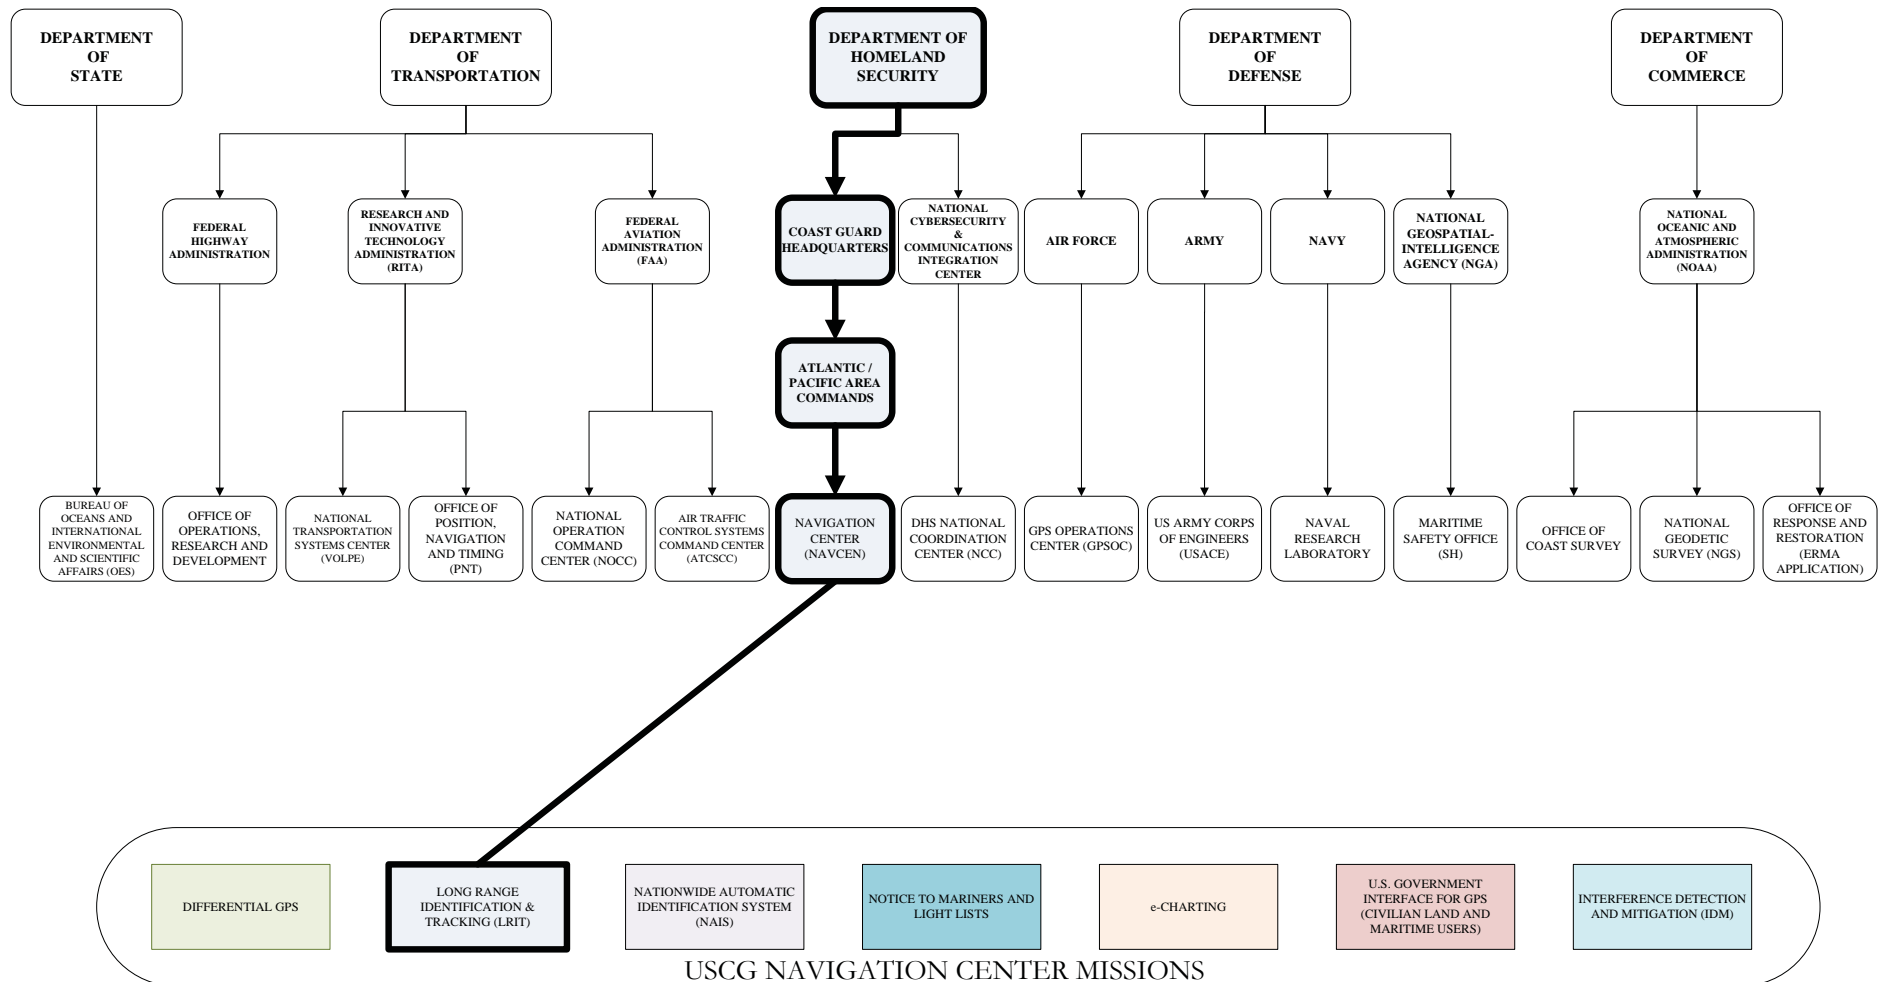 DEPARTMENT
OF
STATE
DEPARTMENT
OF
TRANSPORTATION
DEPARTMENT OF
HOMELAND
SECURITY
DEPARTMENT
OF
DEFENSE
DEPARTMENT
OF
COMMERCE
FEDERAL
HIGHWAY
ADMINISTRATION
RESEARCH AND
INNOVATIVE
TECHNOLOGY
ADMINISTRATION
(RITA)
FEDERAL
AVIATION
ADMINISTRATION
(FAA)
COAST GUARD
HEADQUARTERS
NATIONAL
CYBERSECURITY
&
COMMUNICATIONS
INTEGRATION
CENTER
AIR FORCE
ARMY
NAVY
NATIONAL
GEOSPATIAL-
INTELLIGENCE
AGENCY (NGA)
NATIONAL
OCEANIC AND
ATMOSPHERIC
ADMINISTRATION
(NOAA)
ATLANTIC /
PACIFIC AREA
COMMANDS
BUREAU OF
OCEANS AND
INTERNATIONAL
ENVIRONMENTAL
AND SCIENTIFIC
AFFAIRS (OES)
OFFICE OF
OPERATIONS,
RESEARCH AND
DEVELOPMENT
NATIONAL
TRANSPORTATION
SYSTEMS CENTER
(VOLPE)
OFFICE OF
POSITION,
NAVIGATION
AND TIMING
(PNT)
NATIONAL
OPERATION
COMMAND
CENTER (NOCC)
AIR TRAFFIC
CONTROL SYSTEMS
COMMAND CENTER
(ATCSCC)
NAVIGATION
CENTER
(NAVCEN)
DHS NATIONAL
COORDINATION
CENTER (NCC)
GPS OPERATIONS
CENTER (GPSOC)
US ARMY CORPS
OF ENGINEERS
(USACE)
NAVAL
RESEARCH
LABORATORY
MARITIME
SAFETY OFFICE
(SH)
OFFICE OF
COAST SURVEY
NATIONAL
GEODETIC
SURVEY (NGS)
OFFICE OF
RESPONSE AND
RESTORATION
(ERMA
APPLICATION)
DIFFERENTIAL GPS
LONG RANGE
IDENTIFICATION &
TRACKING (LRIT)
NATIONWIDE AUTOMATIC
IDENTIFICATION SYSTEM
(NAIS)
NOTICE TO MARINERS AND
LIGHT LISTS
e-CHARTING
U.S. GOVERNMENT
INTERFACE FOR GPS
(CIVILIAN LAND AND
MARITIME USERS)
INTERFERENCE DETECTION
AND MITIGATION (IDM)
USCG NAVIGATION CENTER MISSIONS